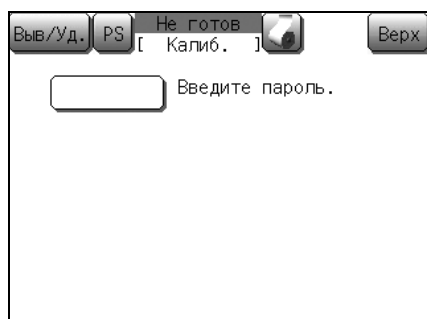 Выв/Уд. PS Не готов Верх
[ Калиб. ]
Введите пароль.